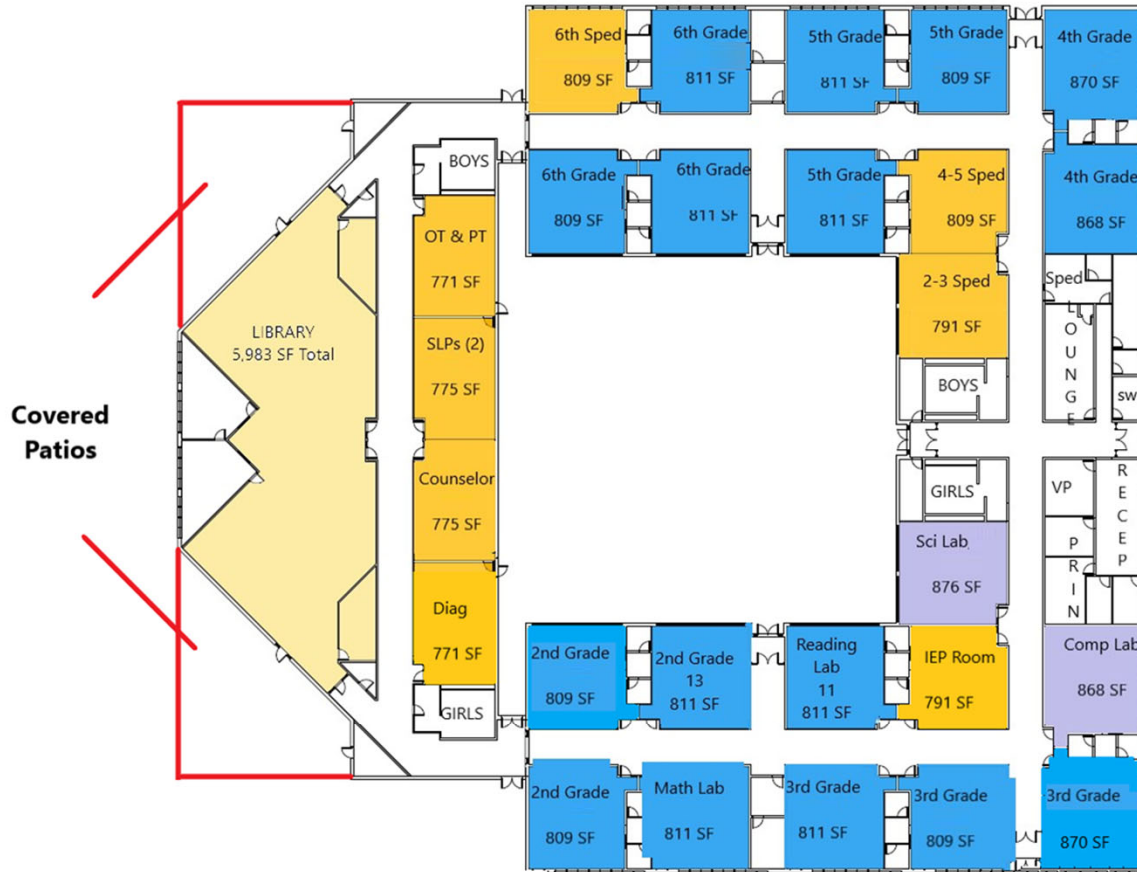 6th Sped
809 SF
6th Grade
811 SF
5th Grade
811 SF
5th Grade
809 SF
4th Grade
870 SF
BOYS
6th Grade
809 SF
6th Grade
811 SF
5th Grade
811 SF
4-5 Sped
809 SF
4th Grade
868 SF
OT & PT
771 SF
2-3 Sped
791 SF
Sped
LOUNGE
LIBRARY
5,983 SF Total
SLPs (2)
775 SF
BOYS
sw
Covered
Patios
Counselor
775 SF
GIRLS
VP
RECEP
PRIN
Sci Lab
876 SF
Diag
771 SF
GIRLS
2nd Grade
809 SF
2nd Grade
13
811 SF
Reading
Lab
11
811 SF
IEP Room
791 SF
Comp Lab
868 SF
2nd Grade
809 SF
Math Lab
811 SF
3rd Grade
811 SF
3rd Grade
809 SF
3rd Grade
870 SF